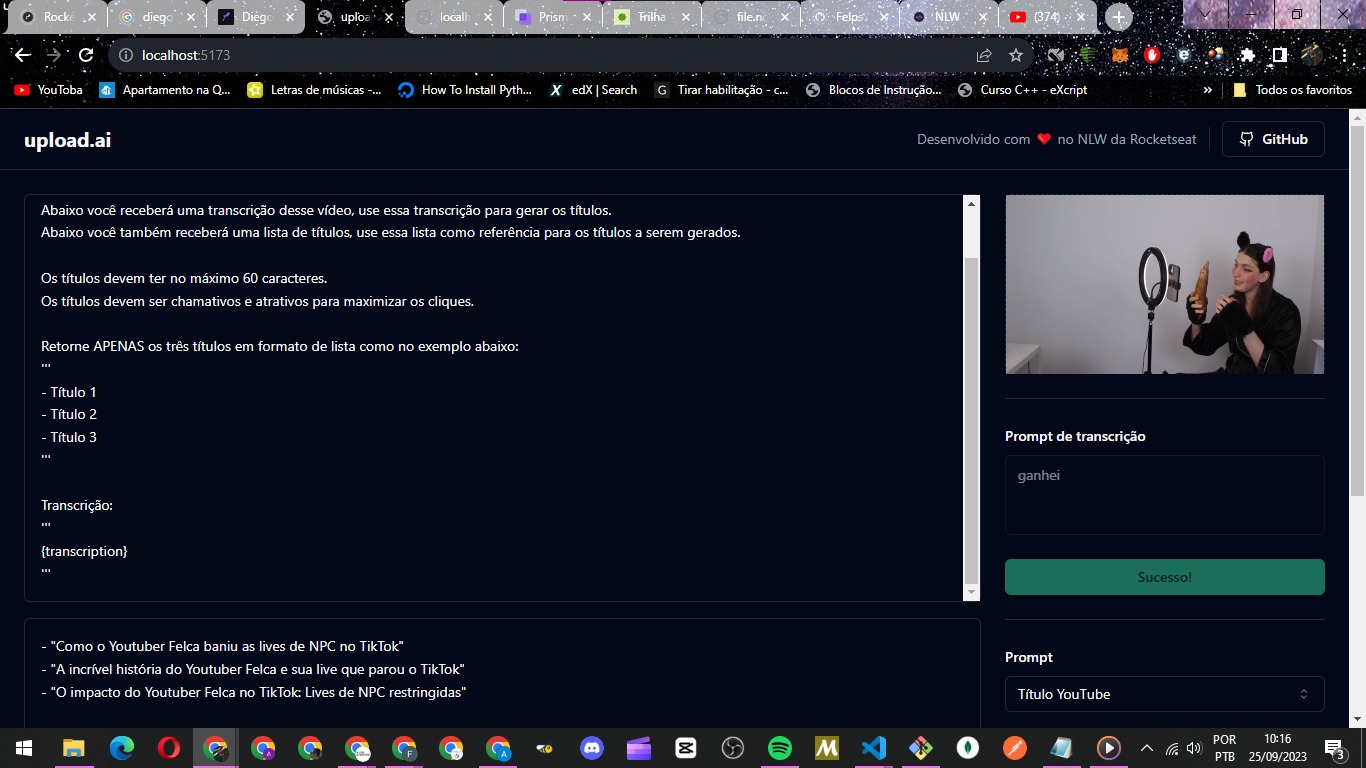 Rocke
diego
Diego
uploa
localh
Prism
Trilha
file.no
Felps
NLW
(374)
localhost:5173
YouToba
Apartamento na Q...
Letras de músicas -...
How To Install Pyth...
edX | Search
Tirar habilitação - c...
Blocos de Instrução...
Curso C++ - eXcript
»
Todos os favoritos
upload.ai
Desenvolvido com ❤️ no NLW da Rocketseat
GitHub
Abaixo você receberá uma transcrição desse vídeo, use essa transcrição para gerar os títulos.
Abaixo você também receberá uma lista de títulos, use essa lista como referência para os títulos a serem gerados.
Os títulos devem ter no máximo 60 caracteres.
Os títulos devem ser chamativos e atrativos para maximizar os cliques.
Retorne APENAS os três títulos em formato de lista como no exemplo abaixo:
'''
- Título 1
- Título 2
- Título 3
'''
Transcrição:
'''
{transcription}
'''
Prompt de transcrição
ganhei
Sucesso!
Prompt
Título YouTube
- "Como o Youtuber Felca baniu as lives de NPC no TikTok"
- "A incrível história do Youtuber Felca e sua live que parou o TikTok"
- "O impacto do Youtuber Felca no TikTok: Lives de NPC restringidas"
POR
PTB
10:16
25/09/2023
3